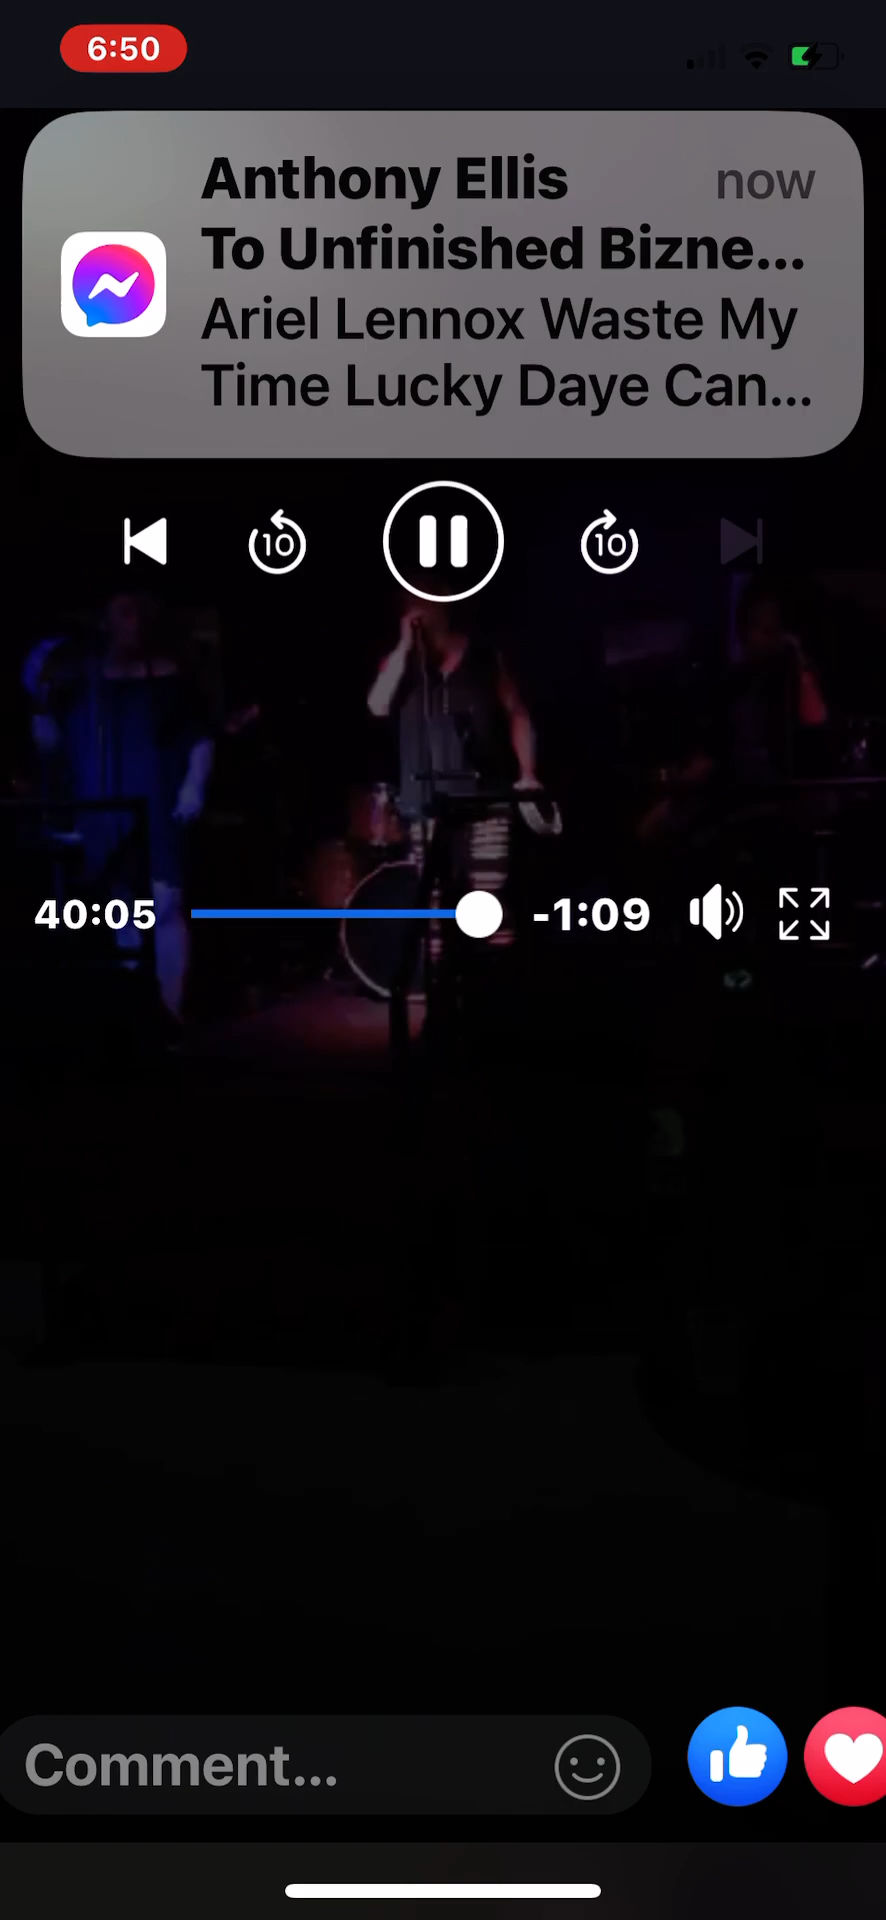 6:50
Anthony Ellis now
To Unfinished Bizne...
Ariel Lennox Waste My
Time Lucky Daye Can...
10 10
40:05 -1:09
Comment...